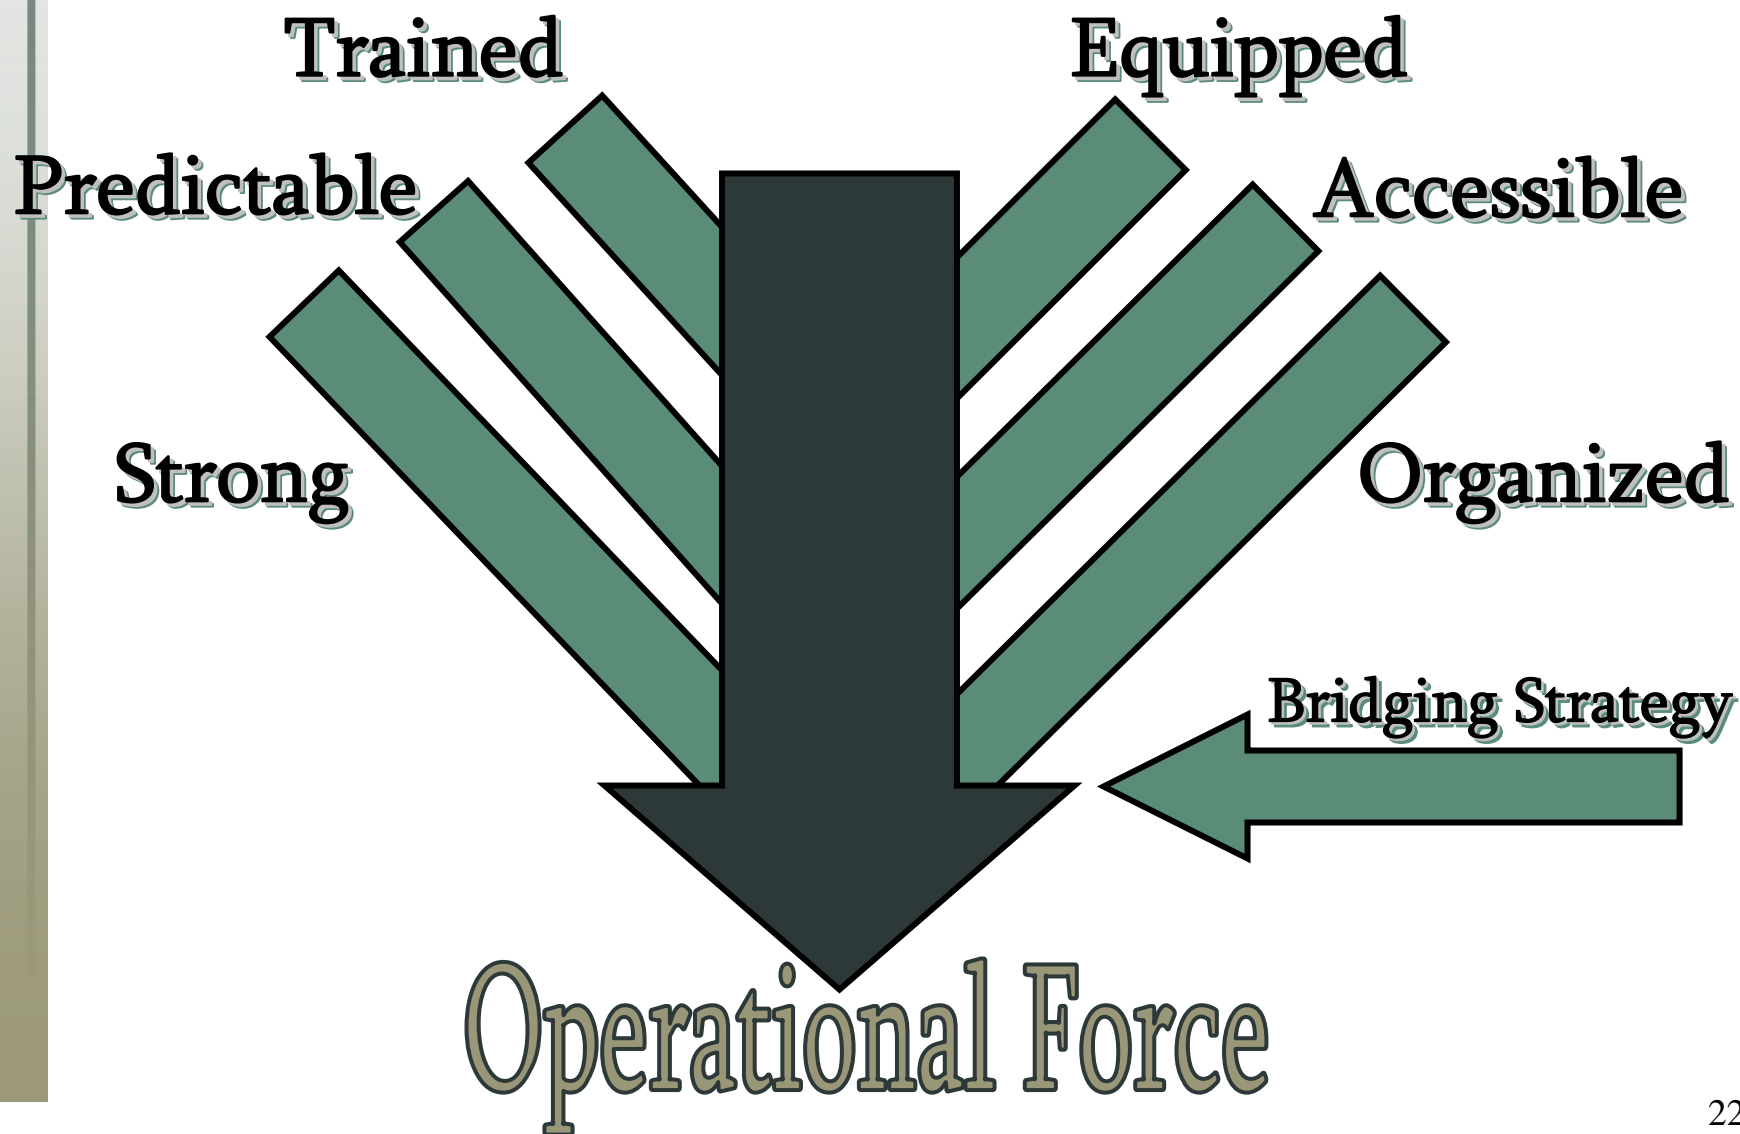 Trained
Equipped
Predictable
Accessible
Strong
Organized
Bridging Strategy
Operational Force
22